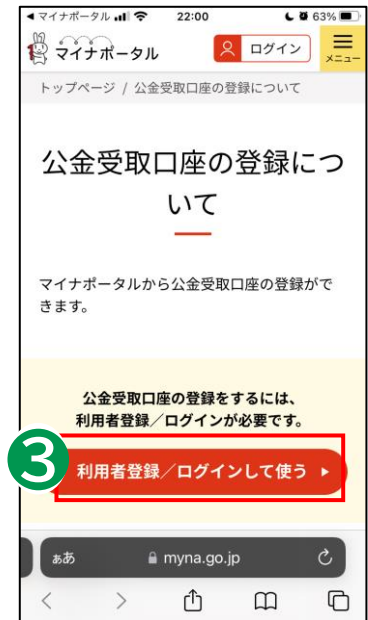 ◀マイナポータル 22:00 63%
マイナポータル ログイン メニュー
トップページ / 公金受取口座の登録について
公金受取口座の登録につ
いて
マイナポータルから公金受取口座の登録がで
きます。
公金受取口座の登録をするには、
利用者登録／ログインが必要です。
3
利用者登録／ログインして使う ▶
ぁあ myna.go.jp